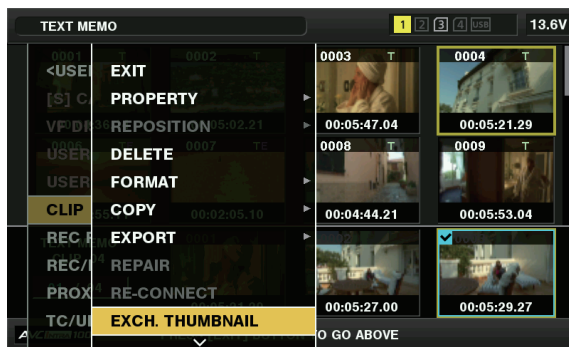 TEXT MEMO
1 2 3 4 USB 13.6V
0001 T 0002 T 0003 T 0004 T
<USER EXIT
[S] C PROPERTY
00:05:02.21 00:05:47.04 00:05:21.29
VF DI REPOSITION
0006 0007 TE 0008 T 0009 T
USER DELETE
USER FORMAT
00:02:05.10 00:04:44.21 00:05:53.04
CLIP COPY
REC EXPORT
REC/ REPAIR
PROX RE-CONNECT
00:05:27.00 00:05:29.27
TC/U EXCH. THUMBNAIL
O GO ABOVE